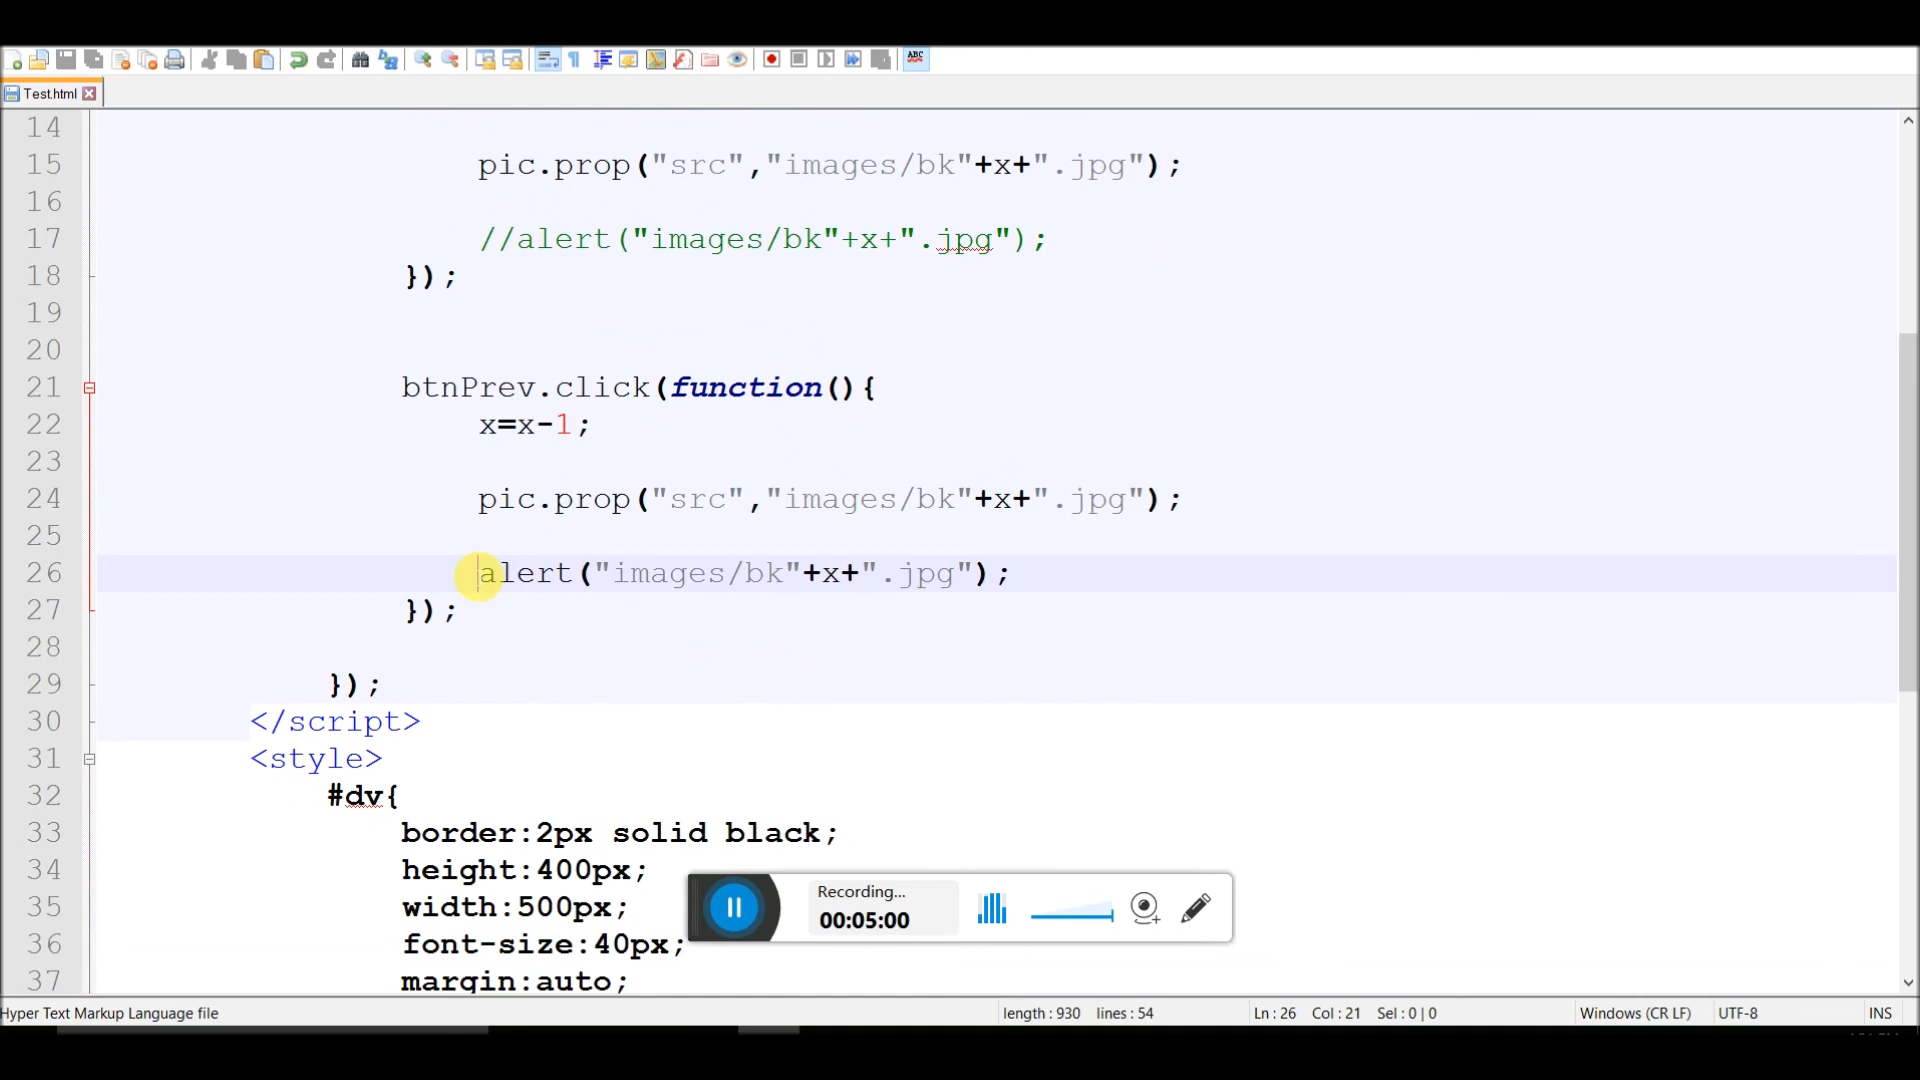 ABC
Test.html
14
15 pic.prop("src","images/bk"+x+".jpg");
16
17 //alert("images/bk"+x+".jpg");
18 });
19
20
21 btnPrev.click(function(){
22 x=x-1;
23
24 pic.prop("src","images/bk"+x+".jpg");
25
26 alert("images/bk"+x+".jpg");
27 });
28
29 });
30 </script>
31 <style>
32 #dv{
33 border:2px solid black;
34 height:400px;
35 width:500px;
36 font-size:40px;
37 margin:auto;
Recording...
00:05:00
Hyper Text Markup Language file length : 930 lines : 54 Ln : 26 Col : 21 Sel : 0 | 0 Windows (CR LF) UTF-8 INS